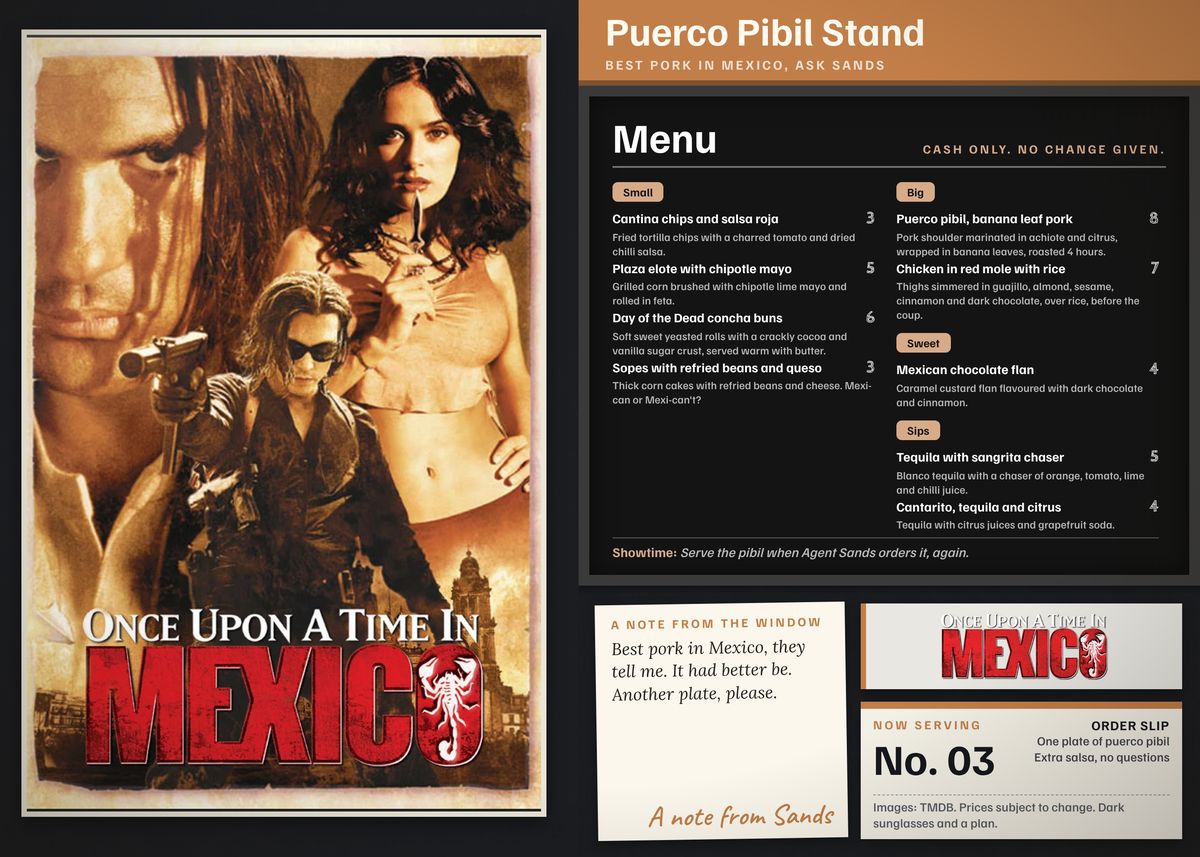 ONCE UPON A TIME IN
MEXICO
Puerco Pibil Stand
BEST PORK IN MEXICO, ASK SANDS
Menu
CASH ONLY. NO CHANGE GIVEN.
Small
Cantina chips and salsa roja 3
Fried tortilla chips with a charred tomato and dried
chilli salsa.
Plaza elote with chipotle mayo 5
Grilled corn brushed with chipotle lime mayo and
rolled in feta.
Day of the Dead concha buns 6
Soft sweet yeasted rolls with a crackly cocoa and
vanilla sugar crust, served warm with butter.
Sopes with refried beans and queso 3
Thick corn cakes with refried beans and cheese. Mexi-
can or Mexi-can't?
Big
Puerco pibil, banana leaf pork 8
Pork shoulder marinated in achiote and citrus,
wrapped in banana leaves, roasted 4 hours.
Chicken in red mole with rice 7
Thighs simmered in guajillo, almond, sesame,
cinnamon and dark chocolate, over rice, before the
coup.
Sweet
Mexican chocolate flan 4
Caramel custard flan flavoured with dark chocolate
and cinnamon.
Sips
Tequila with sangrita chaser 5
Blanco tequila with a chaser of orange, tomato, lime
and chilli juice.
Cantarito, tequila and citrus 4
Tequila with citrus juices and grapefruit soda.
Showtime: Serve the pibil when Agent Sands orders it, again.
A NOTE FROM THE WINDOW
Best pork in Mexico, they
tell me. It had better be.
Another plate, please.
A note from Sands
ONCE UPON A TIME IN
MEXICO
NOW SERVING
No. 03
ORDER SLIP
One plate of puerco pibil
Extra salsa, no questions
Images: TMDB. Prices subject to change. Dark
sunglasses and a plan.